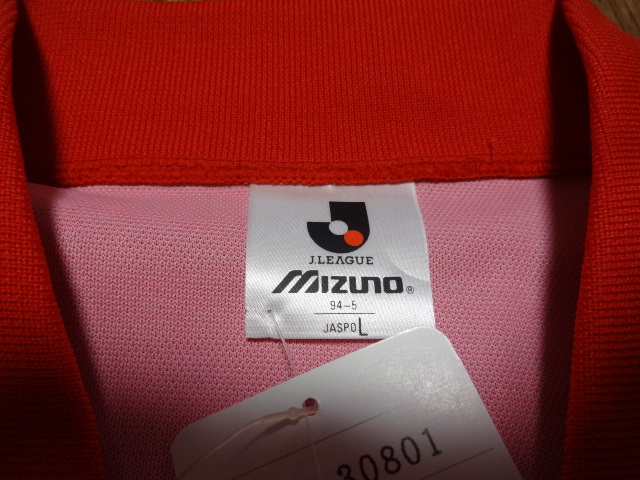 J.LEAGUE
Mizuno ®
94-5
JASPO L
30801